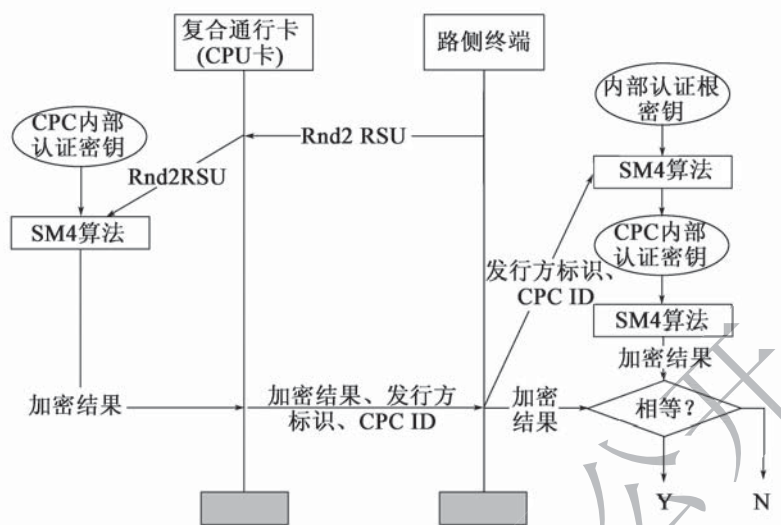 复合通行卡
(CPU卡)
路侧终端
内部认证根
密钥
CPC内部
认证密钥
Rnd2 RSU
Rnd2RSU
SM4算法
SM4算法
CPC内部
认证密钥
发行方标识、
CPC ID
SM4算法
加密结果
加密结果
加密结果、发行方
标识、CPC ID
加密
结果
相等?
Y
N